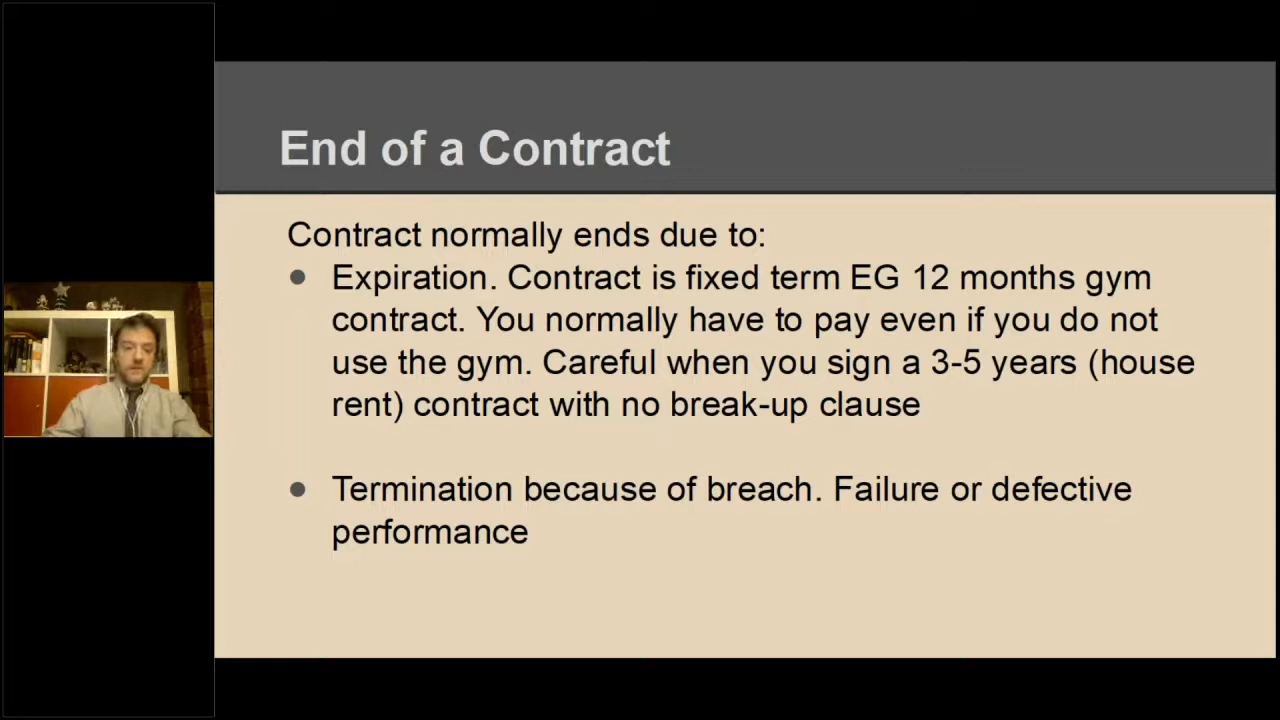 End of a Contract
Contract normally ends due to:
● Expiration. Contract is fixed term EG 12 months gym
contract. You normally have to pay even if you do not
use the gym. Careful when you sign a 3-5 years (house
rent) contract with no break-up clause
● Termination because of breach. Failure or defective
performance